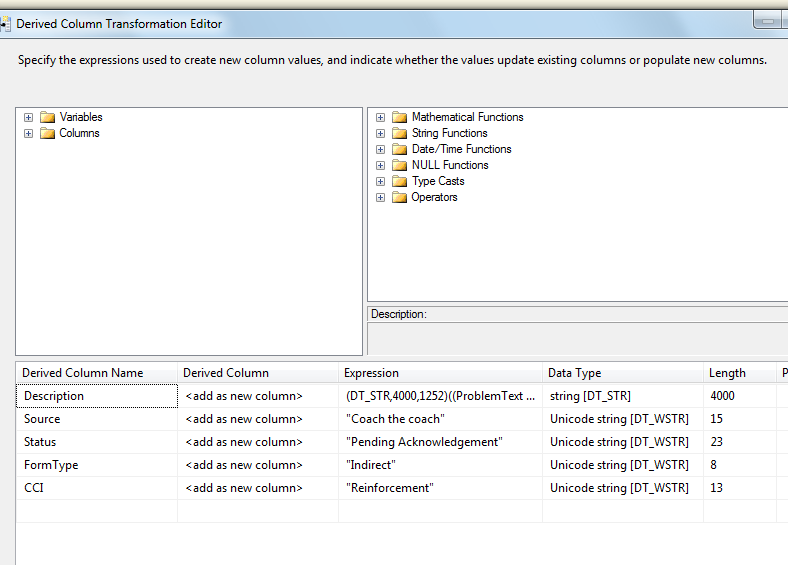 Derived Column Transformation Editor
Specify the expressions used to create new column values, and indicate whether the values update existing columns or populate new columns.
Variables
Columns
Mathematical Functions
String Functions
Date/Time Functions
NULL Functions
Type Casts
Operators
Description:
Derived Column Name Derived Column Expression Data Type Length P
Description <add as new column> (DT_STR,4000,1252)((ProblemText ... string [DT_STR] 4000
Source <add as new column> "Coach the coach" Unicode string [DT_WSTR] 15
Status <add as new column> "Pending Acknowledgement" Unicode string [DT_WSTR] 23
FormType <add as new column> "Indirect" Unicode string [DT_WSTR] 8
CCI <add as new column> "Reinforcement" Unicode string [DT_WSTR] 13